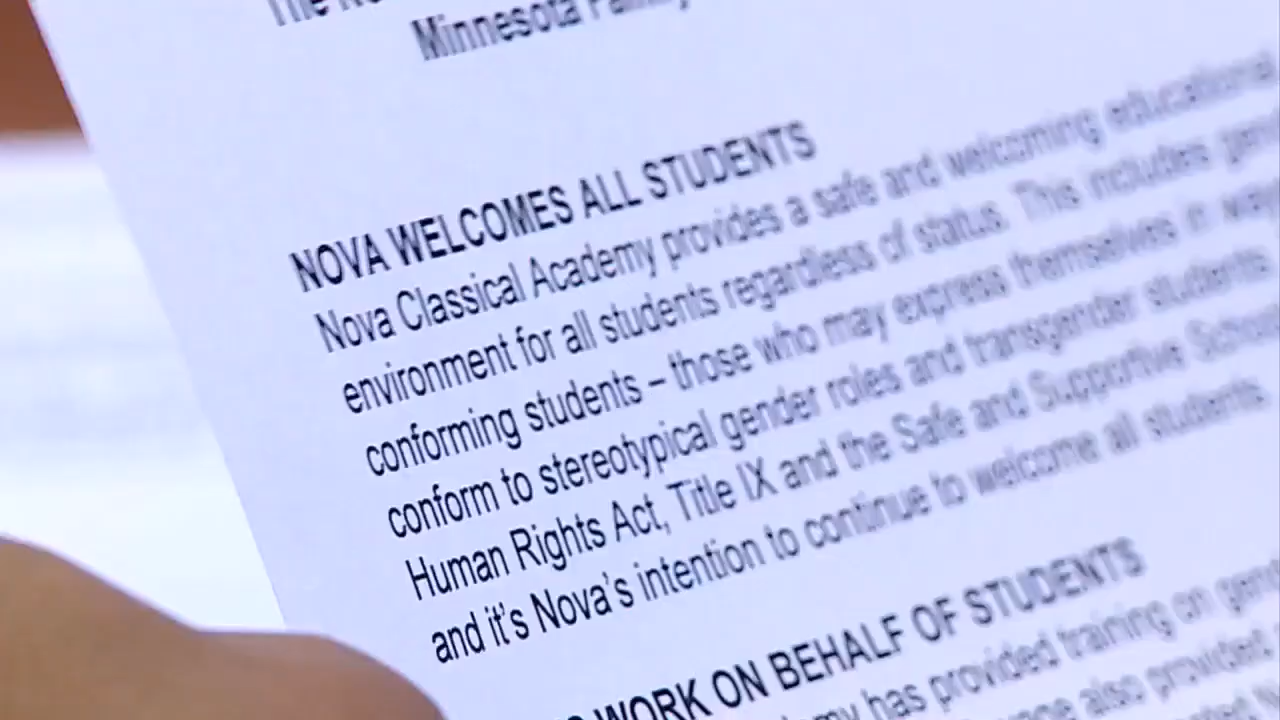 The
Minnesota Family
NOVA WELCOMES ALL STUDENTS
Nova Classical Academy provides a safe and welcoming educational
environment for all students regardless of status. This includes
conforming students – those who may express themselves in
conform to stereotypical gender roles and transgender students.
Human Rights Act, Title IX and the Safe and Supportive
and it's Nova's intention to continue to welcome all students.
WORK ON BEHALF OF STUDENTS
has provided training on
also provided